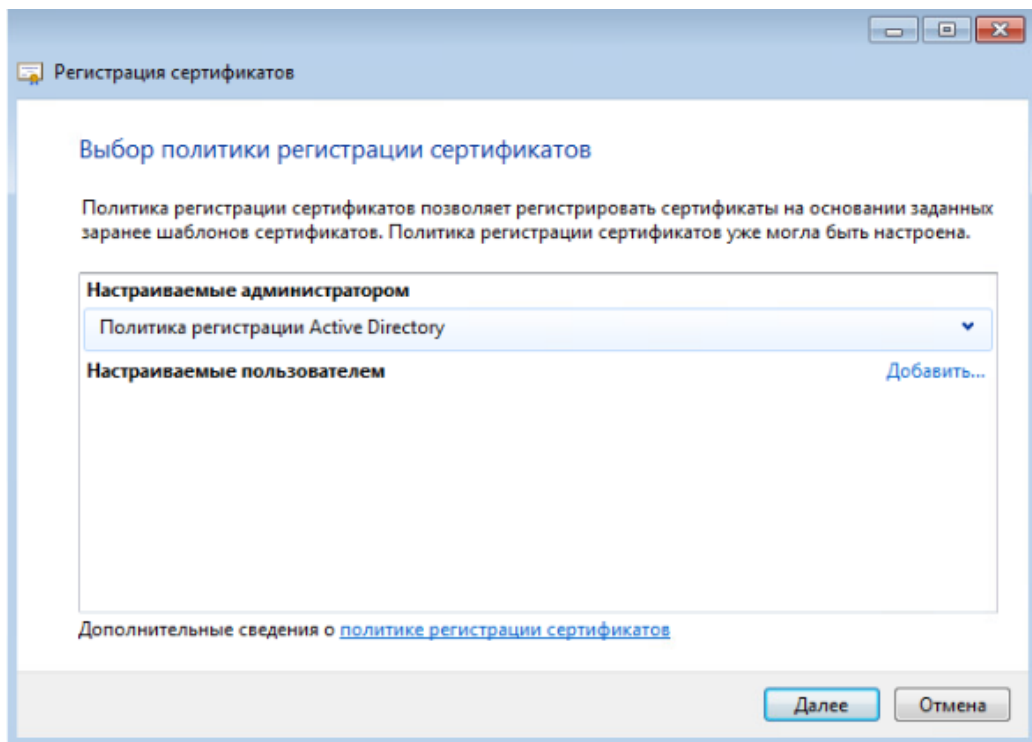 Регистрация сертификатов
Выбор политики регистрации сертификатов
Политика регистрации сертификатов позволяет регистрировать сертификаты на основании заданных
заранее шаблонов сертификатов. Политика регистрации сертификатов уже могла быть настроена.
Настраиваемые администратором
Политика регистрации Active Directory
Настраиваемые пользователем Добавить...
Дополнительные сведения о политике регистрации сертификатов
Далее Отмена